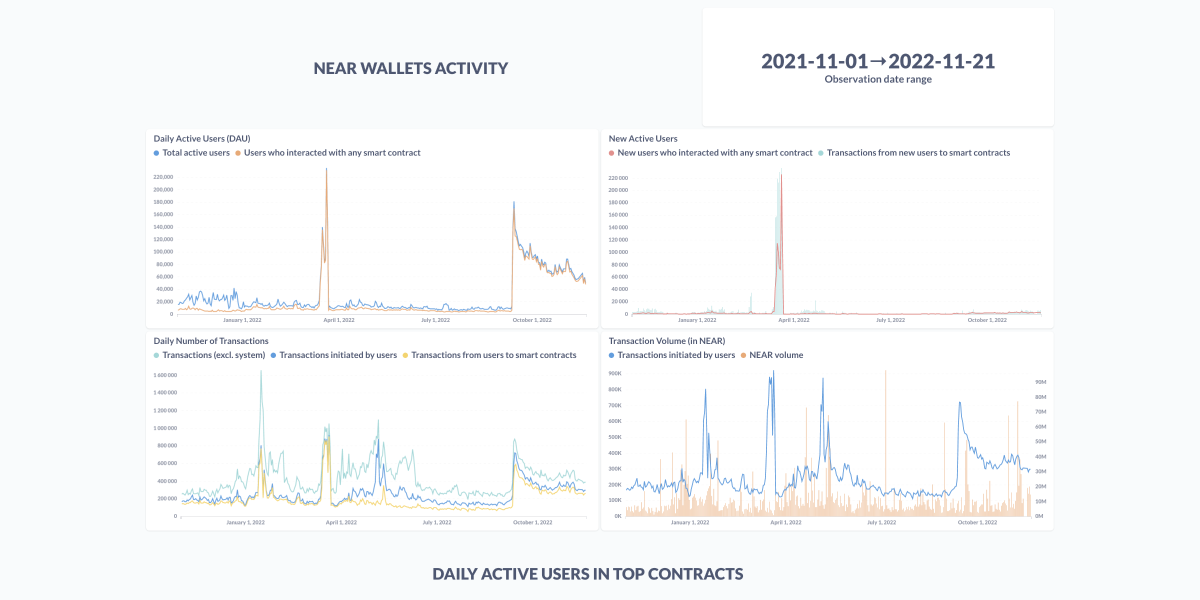 NEAR WALLETS ACTIVITY
2021-11-01→2022-11-21
Observation date range
Daily Active Users (DAU)
Total active users Users who interacted with any smart contract
220,000
200,000
180,000
160,000
140,000
120,000
100,000
80,000
60,000
40,000
20,000
0
January 1, 2022 April 1, 2022 July 1, 2022 October 1, 2022
New Active Users
New users who interacted with any smart contract Transactions from new users to smart contracts
220 000
200 000
180 000
160 000
140 000
120 000
100 000
80 000
60 000
40 000
20 000
0
January 1, 2022 April 1, 2022 July 1, 2022 October 1, 2022
Daily Number of Transactions
Transactions (excl. system) Transactions initiated by users Transactions from users to smart contracts
1 600 000
1 400 000
1 200 000
1 000 000
800 000
600 000
400 000
200 000
0
January 1, 2022 April 1, 2022 July 1, 2022 October 1, 2022
Transaction Volume (in NEAR)
Transactions initiated by users NEAR volume
900K
800K
700K
600K
500K
400K
300K
200K
100K
0K
90M
80M
70M
60M
50M
40M
30M
20M
10M
0M
January 1, 2022 April 1, 2022 July 1, 2022 October 1, 2022
DAILY ACTIVE USERS IN TOP CONTRACTS